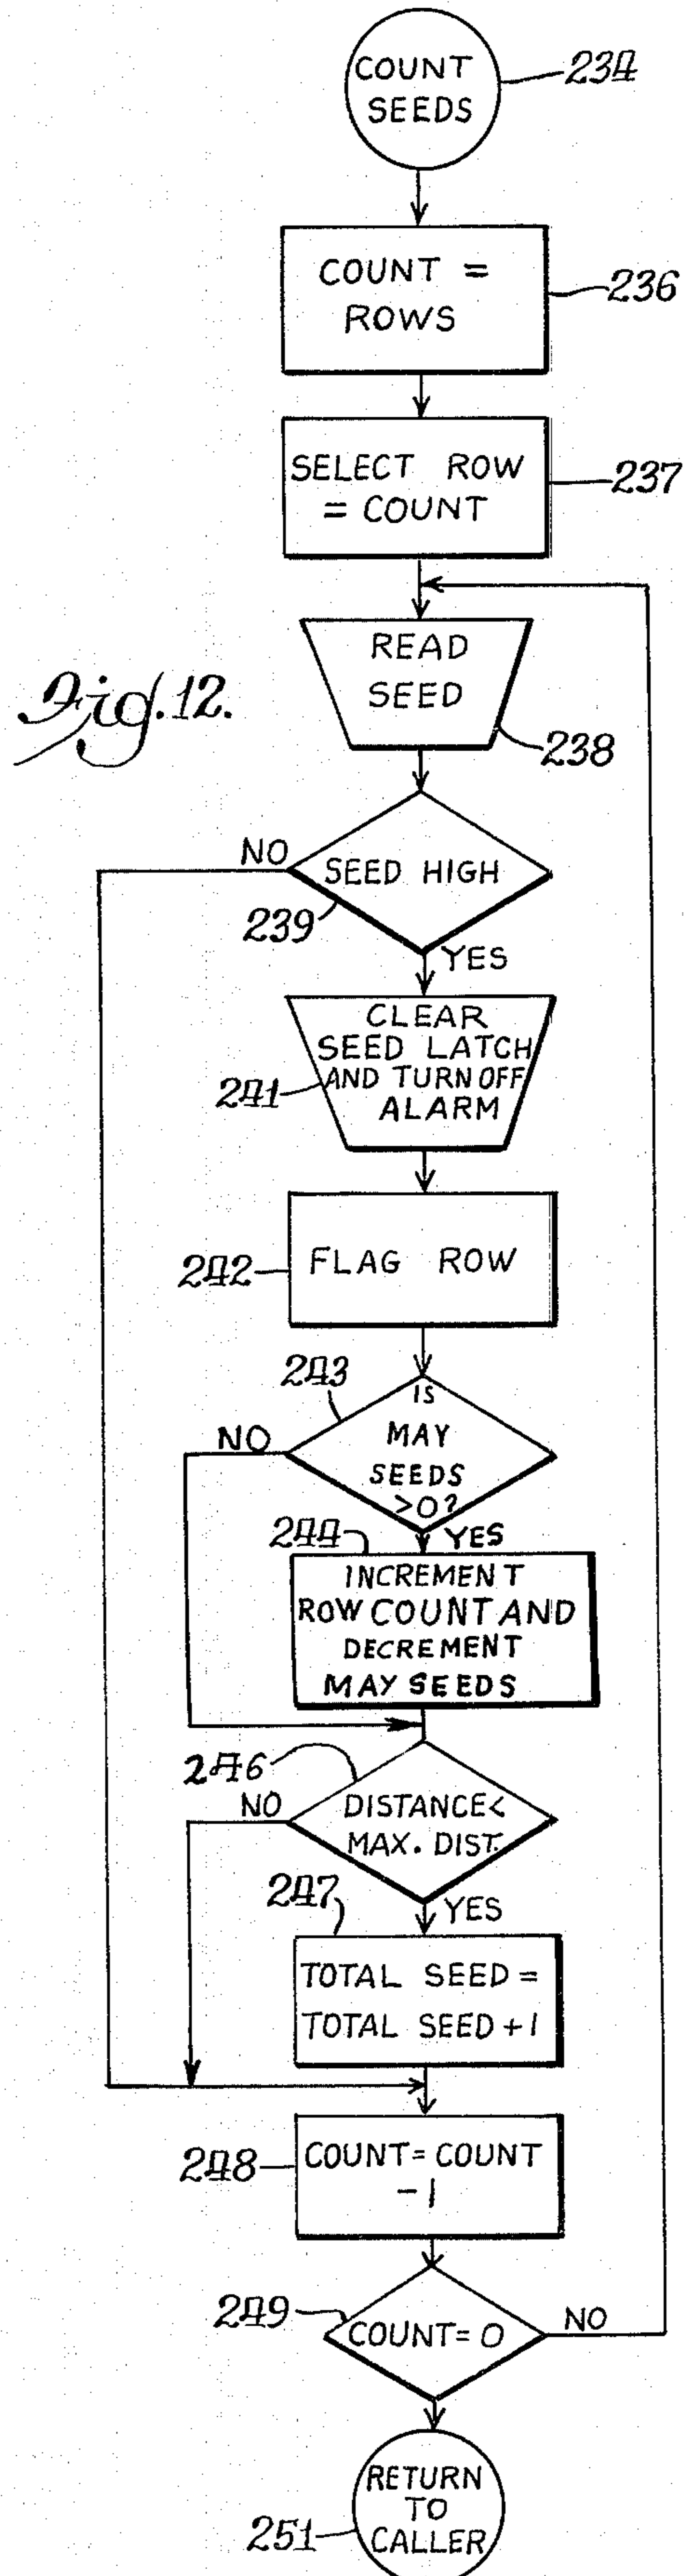 COUNT
SEEDS
234
COUNT =
ROWS
236
SELECT ROW
= COUNT
237
READ
SEED
238
Fig. 12.
NO
SEED HIGH
239
YES
CLEAR
SEED LATCH
AND TURN OFF
ALARM
241
FLAG ROW
242
243
IS
MAY
SEEDS
>0?
NO
YES
244
INCREMENT
ROW COUNT AND
DECREMENT
MAY SEEDS
246
NO
DISTANCE<
MAX. DIST.
YES
247
TOTAL SEED =
TOTAL SEED +1
COUNT = COUNT
-1
248
249
COUNT = 0
NO
RETURN
TO
CALLER
251